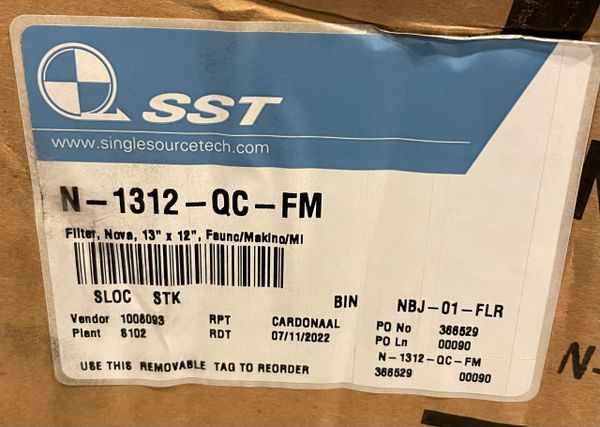 SST
www.singlesourcetech.com
N-1312-QC-FM
Filter, Nova, 13" x 12", Faunc/Makino/Mi
SLOC STK BIN NBJ-01-FLR
Vendor 1006093 RPT CARDONAAL PO No 366529
Plant S102 RDT 07/11/2022 PO Ln 00090
N-1312-QC-FM
366529 00090
USE THIS REMOVABLE TAG TO REORDER
N-